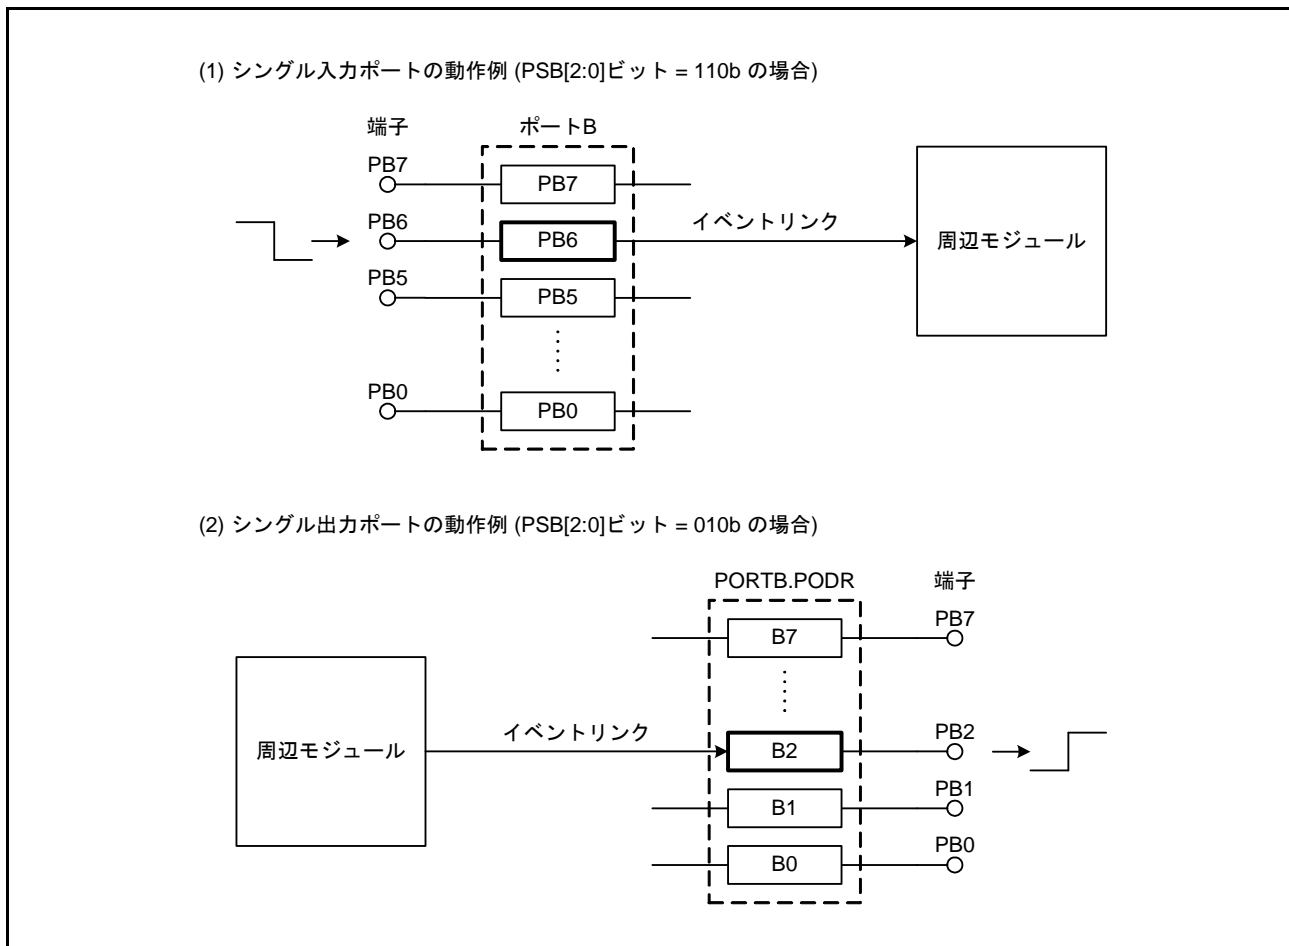 (1) シングル入力ポートの動作例 (PSB[2:0]ビット = 110b の場合)
端子
ポートB
PB7
PB7
PB6
PB6
イベントリンク
周辺モジュール
PB5
PB5
PB0
PB0
(2) シングル出力ポートの動作例 (PSB[2:0]ビット = 010b の場合)
PORTB.PODR
端子
B7
PB7
周辺モジュール
イベントリンク
B2
PB2
B1
PB1
B0
PB0